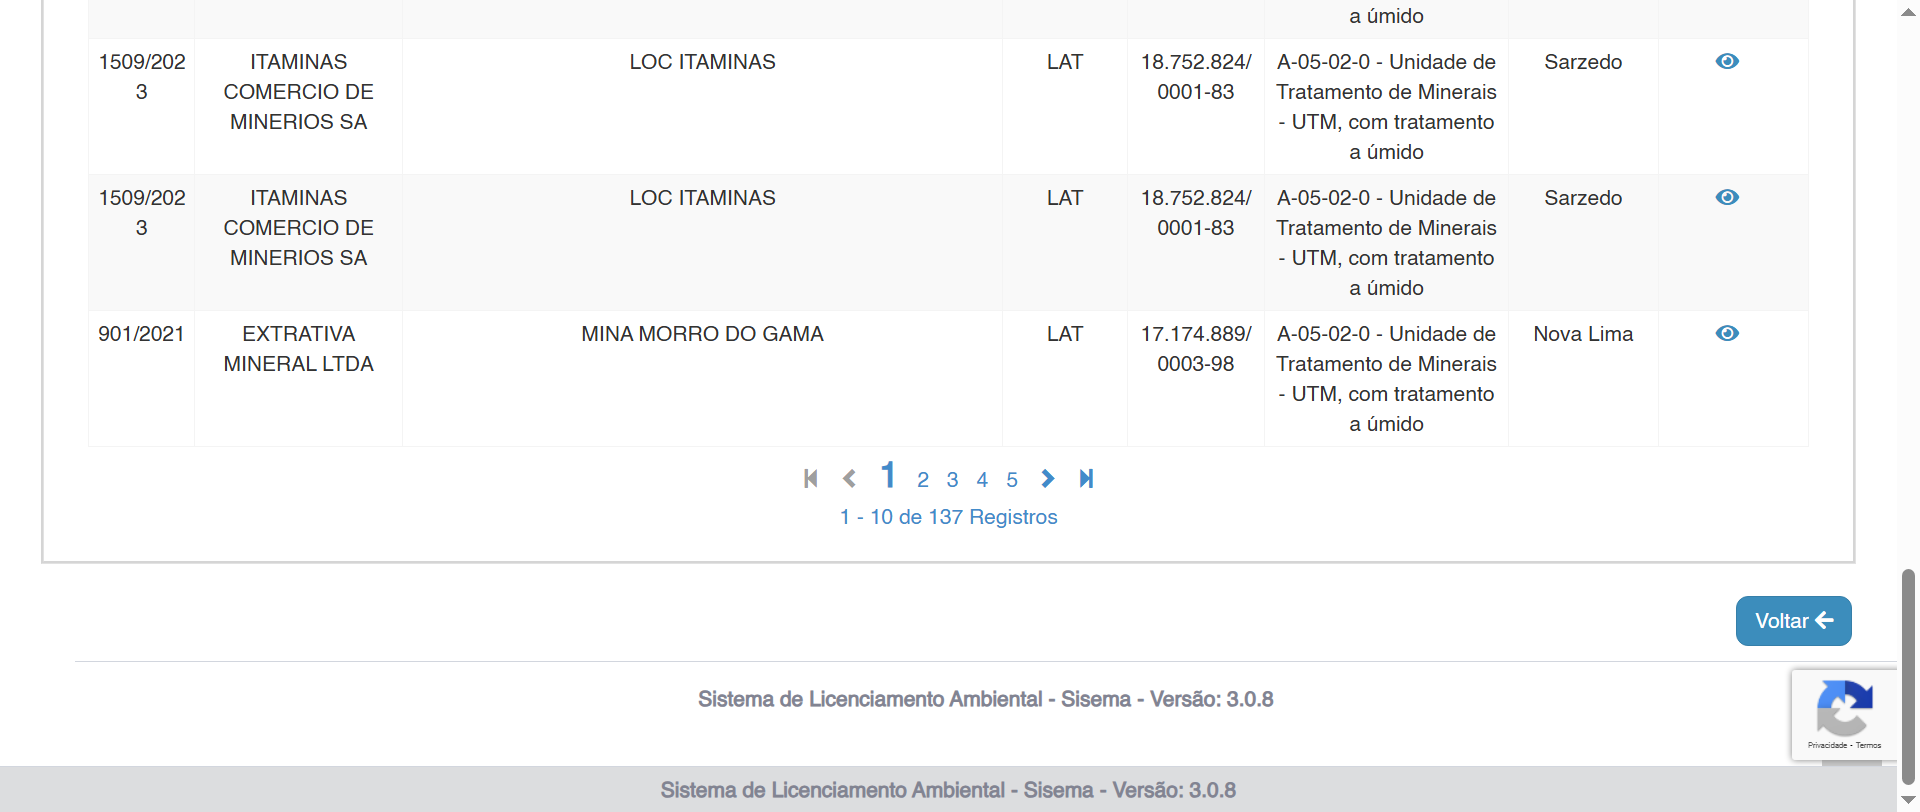 a úmido
1509/202 ITAMINAS LOC ITAMINAS LAT 18.752.824/ A-05-02-0 - Unidade de Sarzedo
3 COMERCIO DE 0001-83 Tratamento de Minerais
MINERIOS SA - UTM, com tratamento
a úmido
1509/202 ITAMINAS LOC ITAMINAS LAT 18.752.824/ A-05-02-0 - Unidade de Sarzedo
3 COMERCIO DE 0001-83 Tratamento de Minerais
MINERIOS SA - UTM, com tratamento
a úmido
901/2021 EXTRATIVA MINA MORRO DO GAMA LAT 17.174.889/ A-05-02-0 - Unidade de Nova Lima
MINERAL LTDA 0003-98 Tratamento de Minerais
- UTM, com tratamento
a úmido
1 2 3 4 5
1 - 10 de 137 Registros
Voltar
Sistema de Licenciamento Ambiental - Sisema - Versão: 3.0.8
Privacidade - Termos
Sistema de Licenciamento Ambiental - Sisema - Versão: 3.0.8